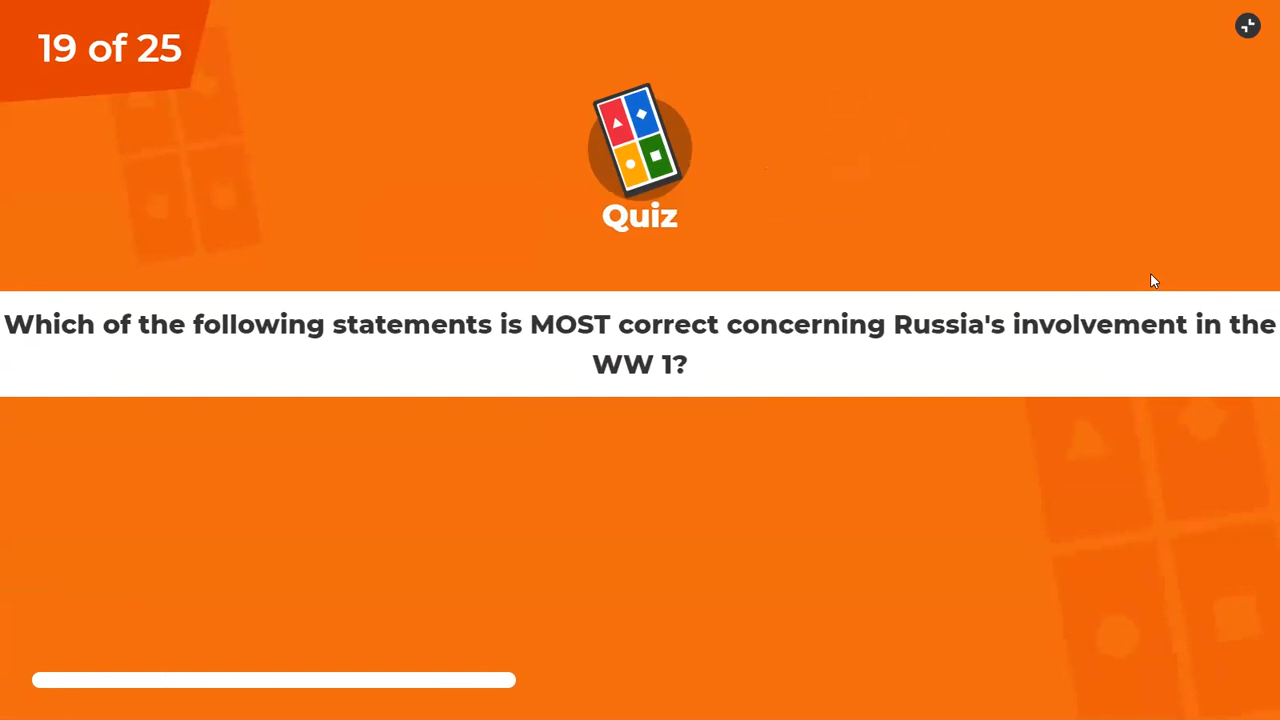 19 of 25
Quiz
Which of the following statements is MOST correct concerning Russia's involvement in the
WW 1?